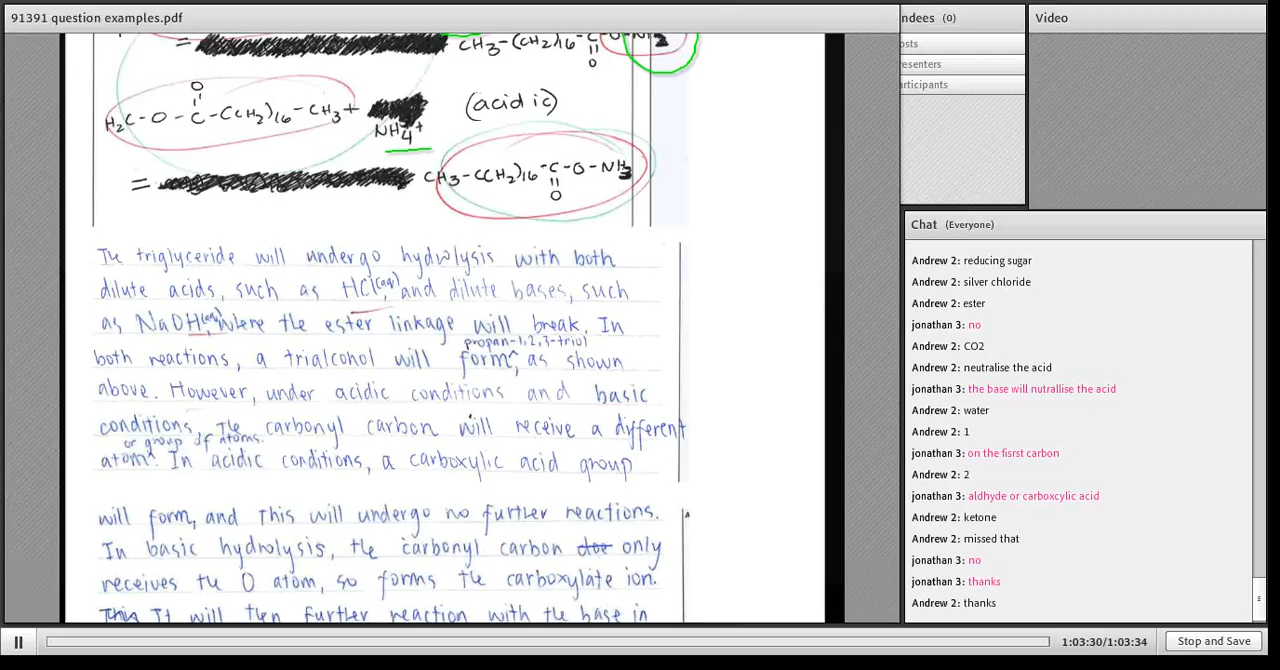 91391 question examples.pdf
ndees (0)
Video
osts
resenters
articipants
= CH3-(CH2)16-C-O-NH3
O
O
H2C-O-C-C(CH2)16-CH3+ (acidic)
NH4+
= CH3-C(CH2)16-C-O-NH3
O
The triglyceride will undergo hydrolysis with both
dilute acids, such as HCl(aq), and dilute bases, such
as NaOH(aq), where the ester linkage will break. In
propan-1,2,3-triol
both reactions, a trialcohol will form^, as shown
above. However, under acidic conditions and basic
conditions, the carbonyl carbon will receive a different
or group of atoms.
atom^. In acidic conditions, a carboxylic acid group
will form, and this will undergo no further reactions.
In basic hydrolysis, the carbonyl carbon only
receives the O atom, so forms the carboxylate ion.
This It will then further reaction with the base in
Chat (Everyone)
Andrew 2: reducing sugar
Andrew 2: silver chloride
Andrew 2: ester
jonathan 3: no
Andrew 2: CO2
Andrew 2: neutralise the acid
jonathan 3: the base will nutrallise the acid
Andrew 2: water
Andrew 2: 1
jonathan 3: on the fisrst carbon
Andrew 2: 2
jonathan 3: aldhyde or carboxcylic acid
Andrew 2: ketone
Andrew 2: missed that
jonathan 3: no
jonathan 3: thanks
Andrew 2: thanks
1:03:30/1:03:34
Stop and Save